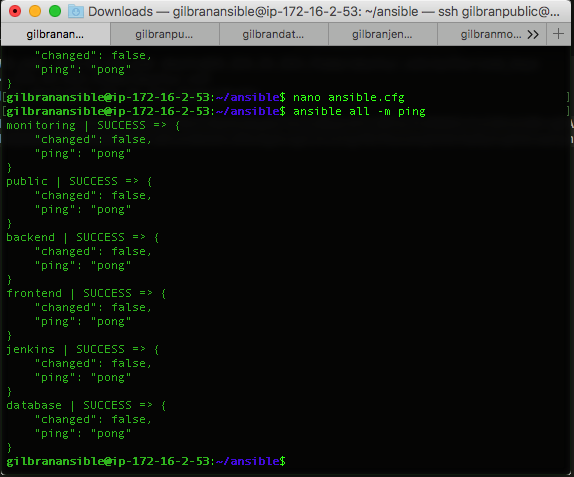 Downloads — gilbranansible@ip-172-16-2-53: ~/ansible — ssh gilbranpublic@...
gilbranan... gilbranpu... gilbrandat... gilbranjen... gilbranmo... >> +
    "changed": false,
    "ping": "pong"
}
[gilbranansible@ip-172-16-2-53:~/ansible$ nano ansible.cfg ]
[gilbranansible@ip-172-16-2-53:~/ansible$ ansible all -m ping ]
monitoring | SUCCESS => {
    "changed": false,
    "ping": "pong"
}
public | SUCCESS => {
    "changed": false,
    "ping": "pong"
}
backend | SUCCESS => {
    "changed": false,
    "ping": "pong"
}
frontend | SUCCESS => {
    "changed": false,
    "ping": "pong"
}
jenkins | SUCCESS => {
    "changed": false,
    "ping": "pong"
}
database | SUCCESS => {
    "changed": false,
    "ping": "pong"
}
gilbranansible@ip-172-16-2-53:~/ansible$